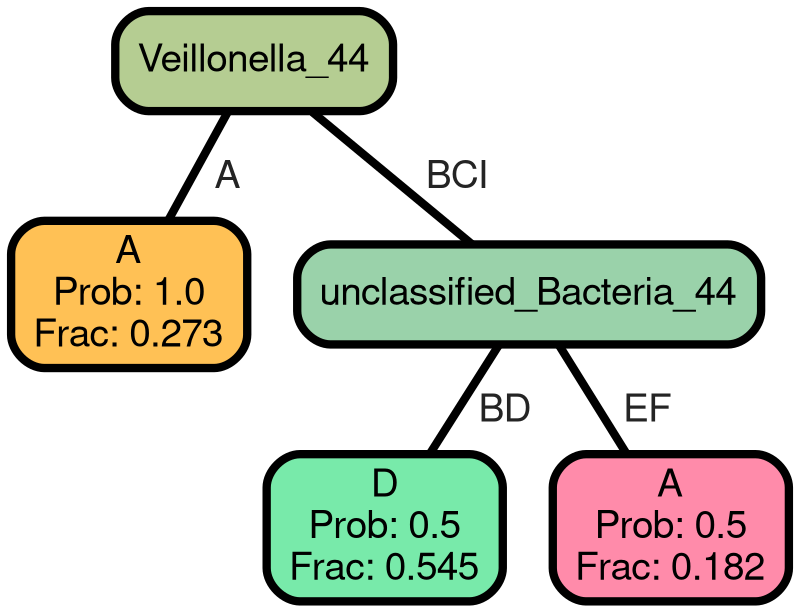 Veillonella_44
A
BCI
A
Prob: 1.0
Frac: 0.273
unclassified_Bacteria_44
BD
EF
D
Prob: 0.5
Frac: 0.545
A
Prob: 0.5
Frac: 0.182